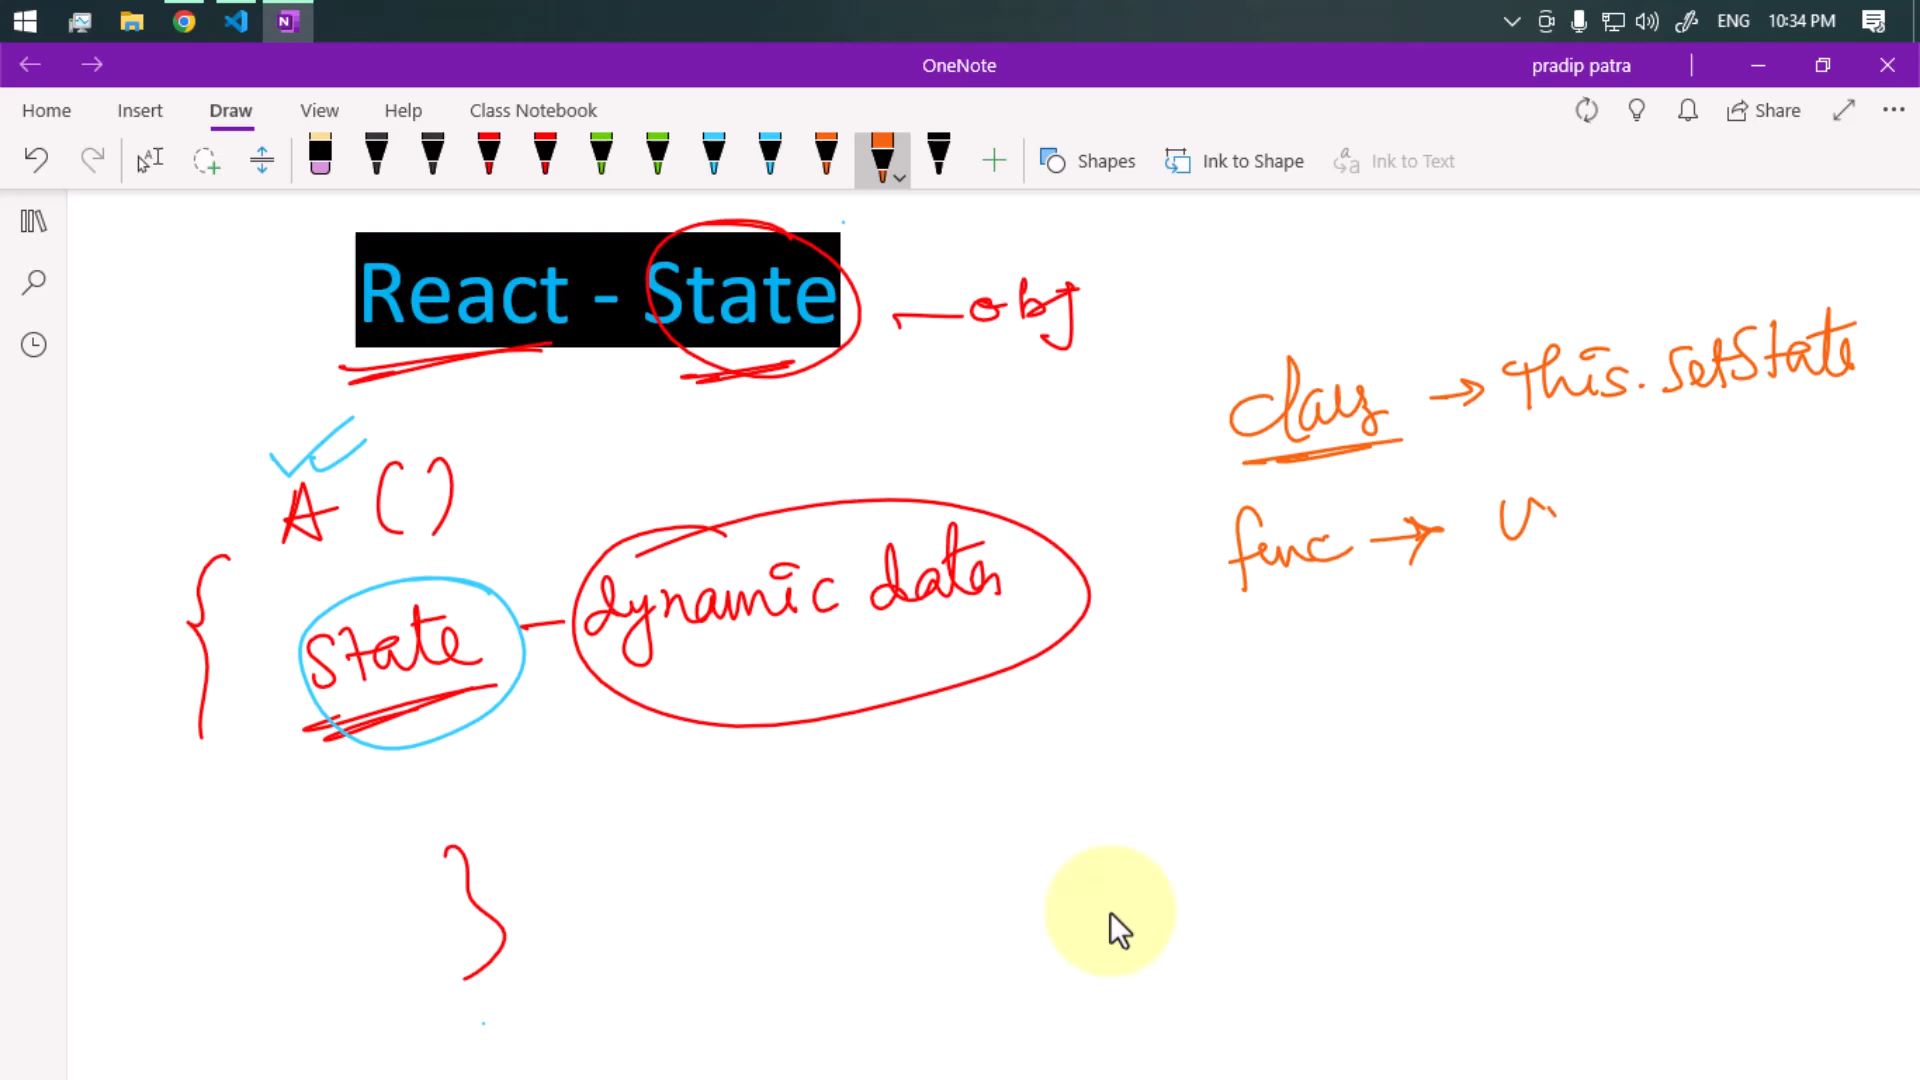 ENG 10:34 PM
OneNote pradip patra
Home Insert Draw View Help Class Notebook Share
Shapes Ink to Shape Ink to Text
React - State obj
class → This.setState
A ()
func →
{ State - dynamic data
}